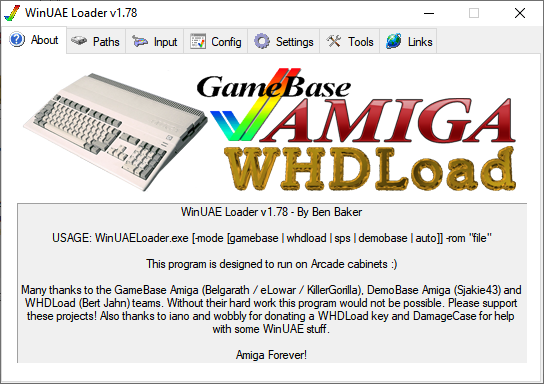 WinUAE Loader v1.78
About
Paths
Input
Config
Settings
Tools
Links
GameBase
AMIGA
WHDLoad
WinUAE Loader v1.78 - By Ben Baker
USAGE: WinUAELoader.exe [-mode [gamebase | whdload | sps | demobase | auto]] -rom "file"
This program is designed to run on Arcade cabinets :)
Many thanks to the GameBase Amiga (Belgarath / eLowar / KillerGorilla), DemoBase Amiga (Sjakie43) and
WHDLoad (Bert Jahn) teams. Without their hard work this program would not be possible. Please support
these projects! Also thanks to iano and wobbly for donating a WHDLoad key and DamageCase for help
with some WinUAE stuff.
Amiga Forever!